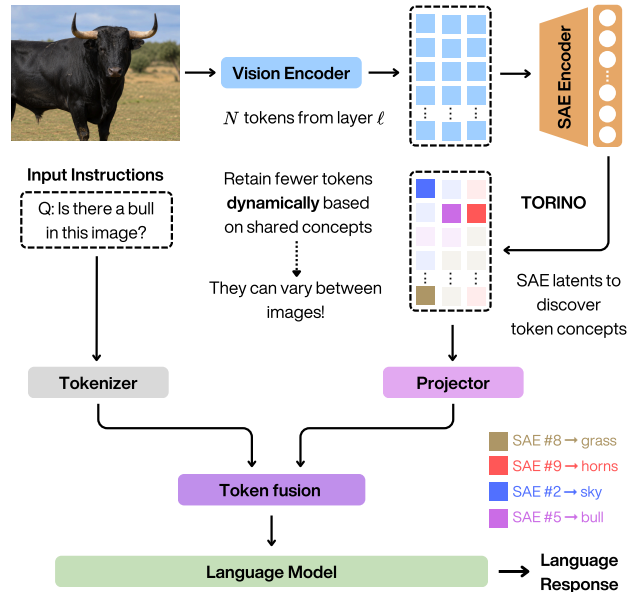 Vision Encoder
N tokens from layer ℓ
SAE Encoder
Input Instructions
Q: Is there a bull
in this image?
Retain fewer tokens
dynamically based
on shared concepts
They can vary between
images!
TORINO
SAE latents to
discover
token concepts
Tokenizer
Projector
SAE #8 → grass
SAE #9 → horns
SAE #2 → sky
SAE #5 → bull
Token fusion
Language Model
Language
Response